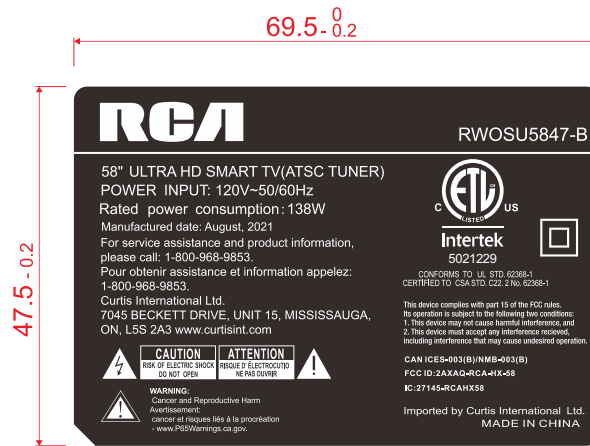 69.5 - 0
0.2
47.5 - 0.2
RCA
RWOSU5847-B
58" ULTRA HD SMART TV(ATSC TUNER)
POWER INPUT: 120V~50/60Hz
Rated power consumption:138W
Manufactured date: August, 2021
For service assistance and product information,
please call: 1-800-968-9853.
Pour obtenir assistance et information appelez:
1-800-968-9853.
Curtis International Ltd.
7045 BECKETT DRIVE, UNIT 15, MISSISSAUGA,
ON, L5S 2A3 www.curtisint.com
CAUTION
RISK OF ELECTRIC SHOCK
DO NOT OPEN
ATTENTION
RISQUE D'ÉLECTROCUTIO
NE PAS OUVRIR
WARNING:
Cancer and Reproductive Harm
Avertissement:
cancer et risques liés à la procréation
- www.P65Warnings.ca.gov.
ETL
CM
LISTED
C US
Intertek
5021229
CONFORMS TO UL STD. 62368-1
CERTIFIED TO CSA STD. C22. 2 No. 62368-1
This device complies with part 15 of the FCC rules.
Its operation is subject to the following two conditions:
1. This device may not cause harmful interference, and
2. This device must accept any interference recieved,
including interference that may cause undesired operation.
CAN ICES-003(B)/NMB-003(B)
FCC ID:2AXAQ-RCA-HX-58
IC:27145-RCAHX58
Imported by Curtis International Ltd.
MADE IN CHINA